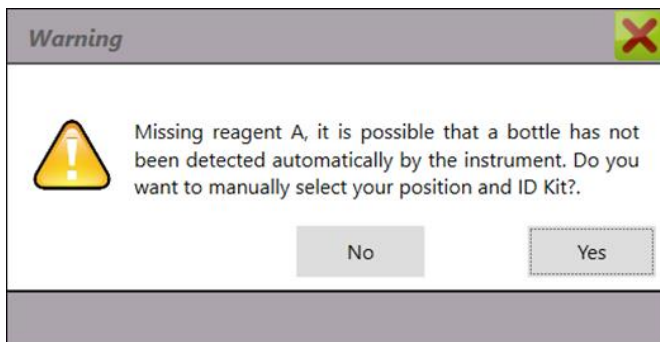 Warning
Missing reagent A, it is possible that a bottle has not
been detected automatically by the instrument. Do you
want to manually select your position and ID Kit?.
No
Yes